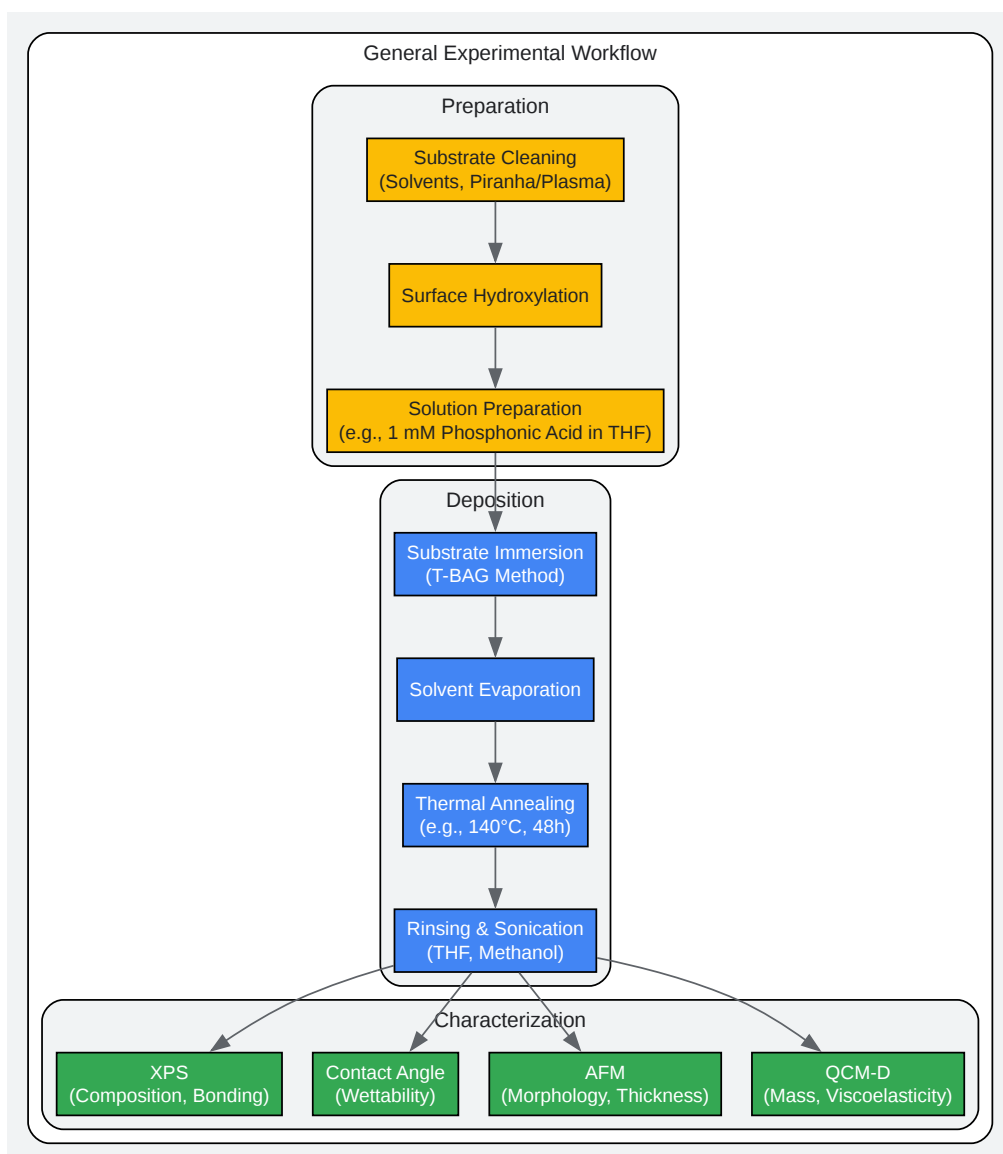 General Experimental Workflow
Preparation
Substrate Cleaning
(Solvents, Piranha/Plasma)
Surface Hydroxylation
Solution Preparation
(e.g., 1 mM Phosphonic Acid in THF)
Deposition
Substrate Immersion
(T-BAG Method)
Solvent Evaporation
Thermal Annealing
(e.g., 140°C, 48h)
Rinsing & Sonication
(THF, Methanol)
Characterization
XPS
(Composition, Bonding)
Contact Angle
(Wettability)
AFM
(Morphology, Thickness)
QCM-D
(Mass, Viscoelasticity)